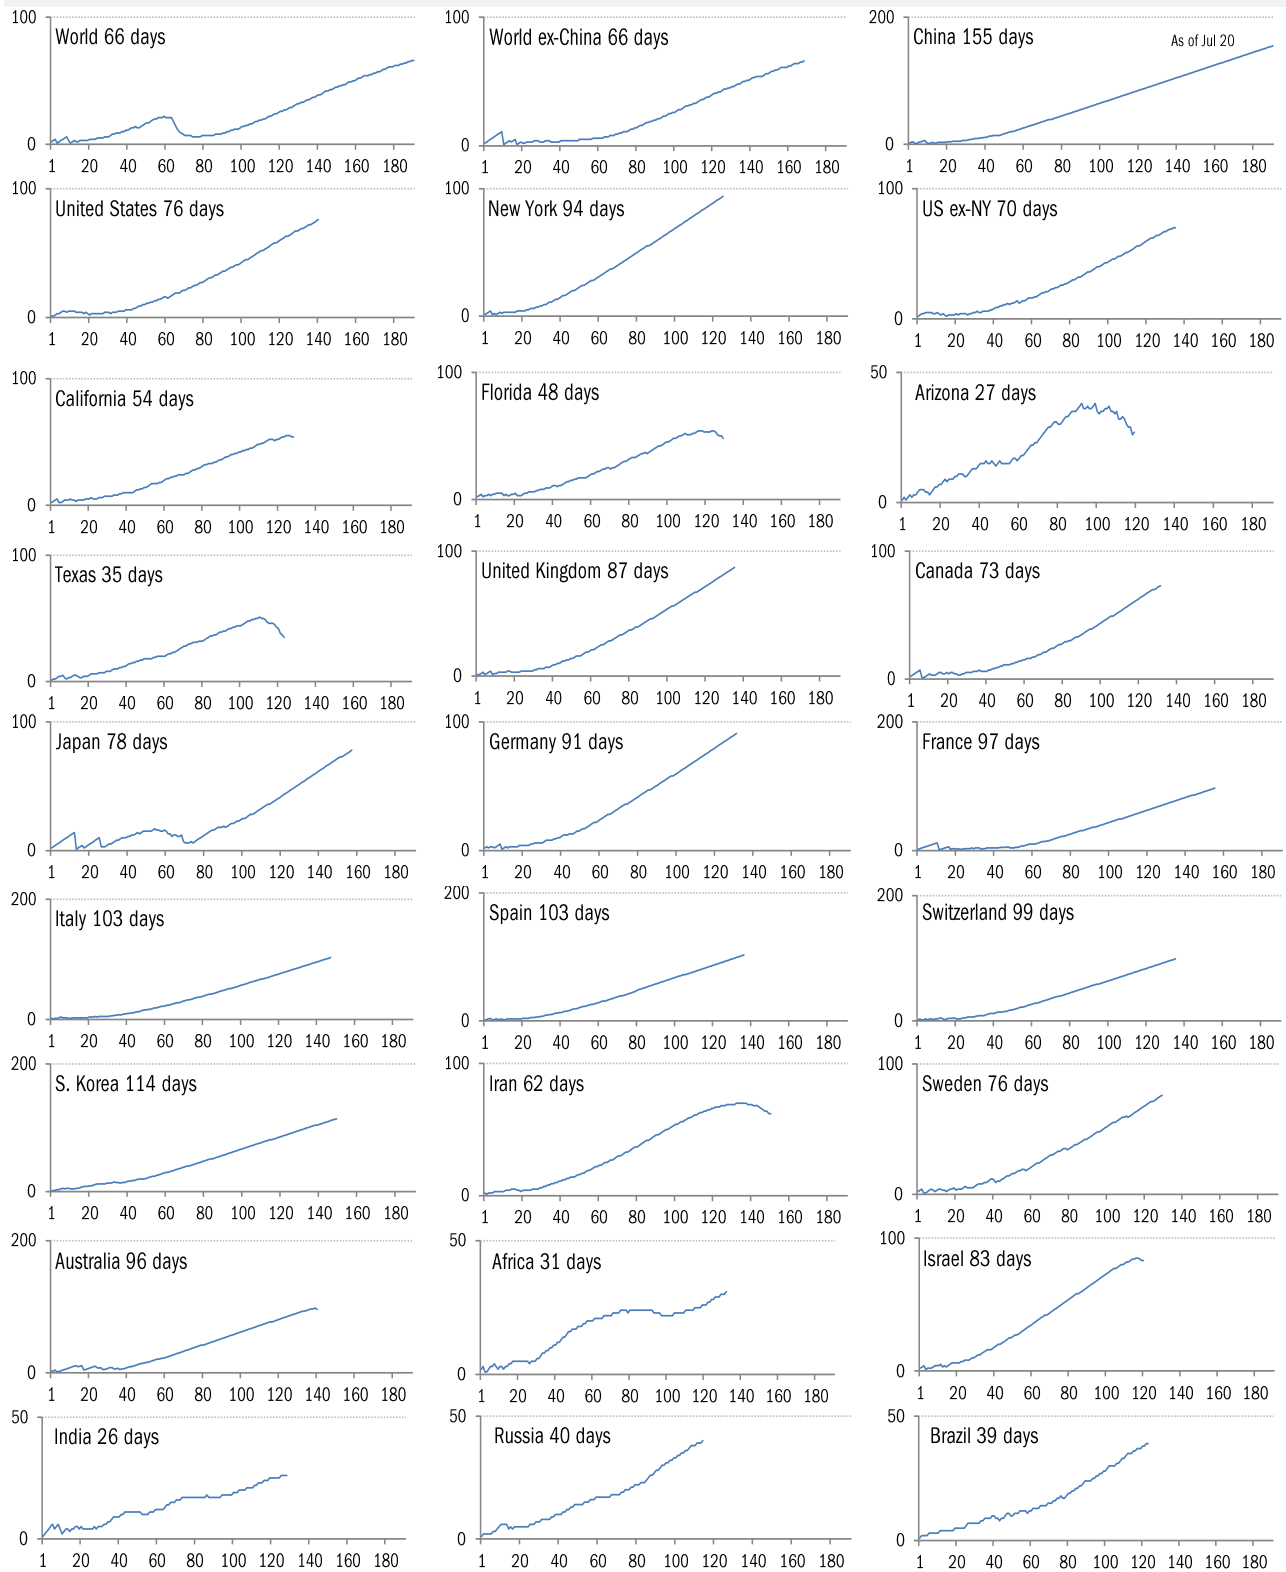 100
World 66 days
0
1 20 40 60 80 100 120 140 160 180
100
World ex-China 66 days
0
1 20 40 60 80 100 120 140 160 180
200
China 155 days
As of Jul 20
0
1 20 40 60 80 100 120 140 160 180
100
United States 76 days
0
1 20 40 60 80 100 120 140 160 180
100
New York 94 days
0
1 20 40 60 80 100 120 140 160 180
100
US ex-NY 70 days
0
1 20 40 60 80 100 120 140 160 180
100
California 54 days
0
1 20 40 60 80 100 120 140 160 180
100
Florida 48 days
0
1 20 40 60 80 100 120 140 160 180
50
Arizona 27 days
0
1 20 40 60 80 100 120 140 160 180
100
Texas 35 days
0
1 20 40 60 80 100 120 140 160 180
100
United Kingdom 87 days
0
1 20 40 60 80 100 120 140 160 180
100
Canada 73 days
0
1 20 40 60 80 100 120 140 160 180
100
Japan 78 days
0
1 20 40 60 80 100 120 140 160 180
100
Germany 91 days
0
1 20 40 60 80 100 120 140 160 180
200
France 97 days
0
1 20 40 60 80 100 120 140 160 180
200
Italy 103 days
0
1 20 40 60 80 100 120 140 160 180
200
Spain 103 days
0
1 20 40 60 80 100 120 140 160 180
200
Switzerland 99 days
0
1 20 40 60 80 100 120 140 160 180
200
S. Korea 114 days
0
1 20 40 60 80 100 120 140 160 180
100
Iran 62 days
0
1 20 40 60 80 100 120 140 160 180
100
Sweden 76 days
0
1 20 40 60 80 100 120 140 160 180
200
Australia 96 days
0
1 20 40 60 80 100 120 140 160 180
50
Africa 31 days
0
1 20 40 60 80 100 120 140 160 180
100
Israel 83 days
0
1 20 40 60 80 100 120 140 160 180
50
India 26 days
0
1 20 40 60 80 100 120 140 160 180
50
Russia 40 days
0
1 20 40 60 80 100 120 140 160 180
50
Brazil 39 days
0
1 20 40 60 80 100 120 140 160 180